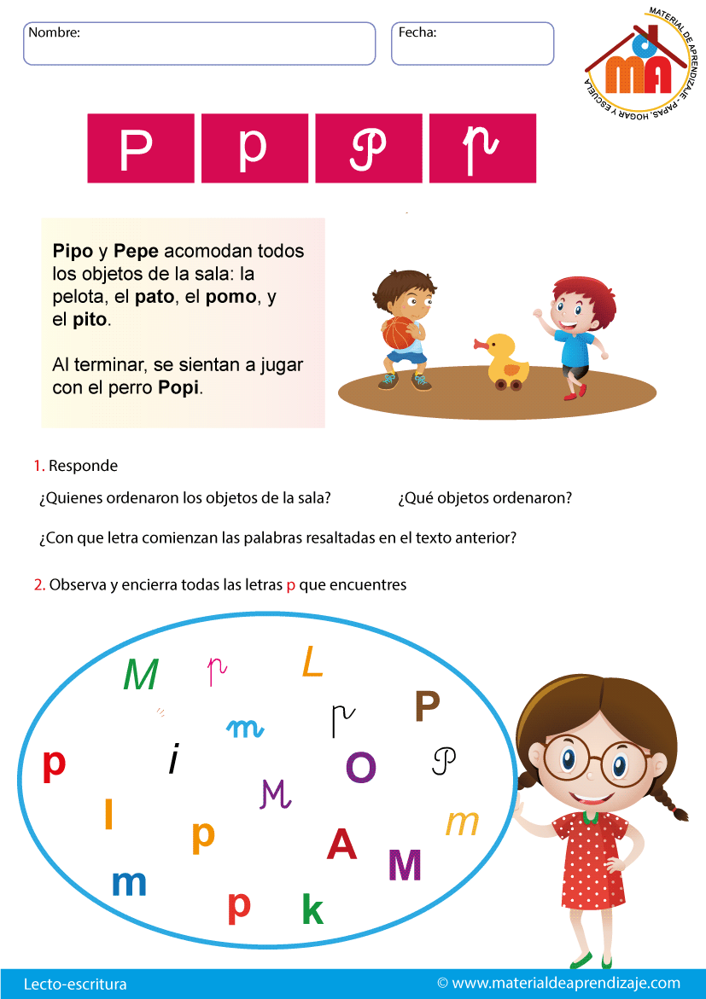 Nombre:
Fecha:
MATERIAL DE APRENDIZAJE - PAPAS, HOGAR Y ESCUELA
dMA
P p P p
Pipo y Pepe acomodan todos
los objetos de la sala: la
pelota, el pato, el pomo, y
el pito.
Al terminar, se sientan a jugar
con el perro Popi.
1. Responde
¿Quienes ordenaron los objetos de la sala?
¿Qué objetos ordenaron?
¿Con que letra comienzan las palabras resaltadas en el texto anterior?
2. Observa y encierra todas las letras p que encuentres
M p L
P
m p
p i O P
M
l p A m
m M
p k
Lecto-escritura
© www.materialdeaprendizaje.com